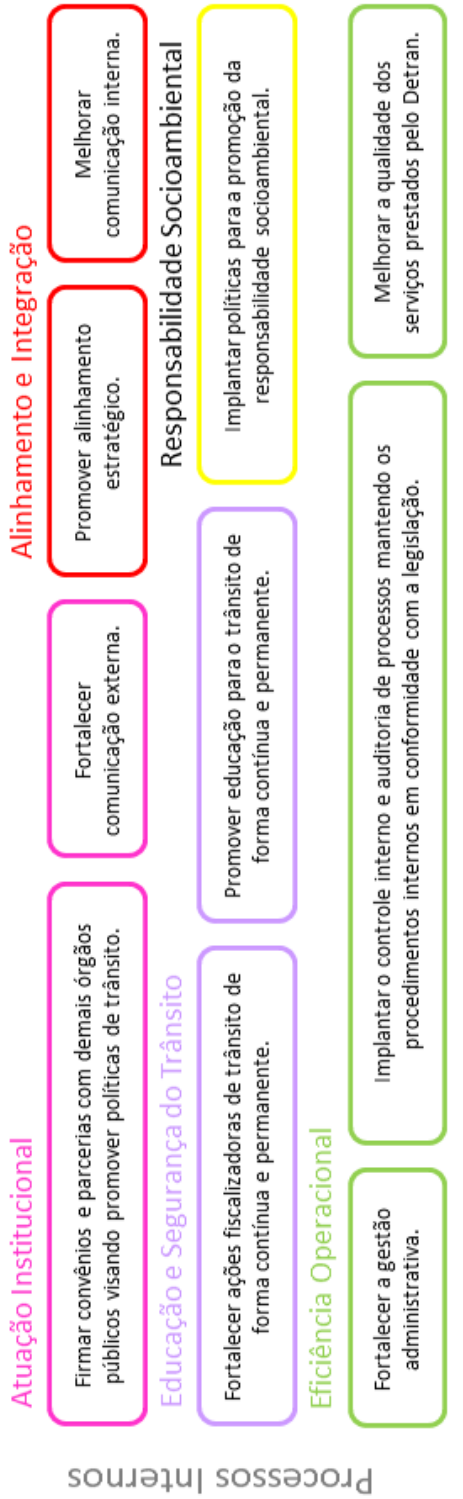 Processos Internos
Atuação Institucional
Firmar convênios e parcerias com demais órgãos
públicos visando promover políticas de trânsito.
Fortalecer
comunicação externa.
Alinhamento e Integração
Promover alinhamento
estratégico.
Melhorar
comunicação interna.
Educação e Segurança do Trânsito
Fortalecer ações fiscalizadoras de trânsito de
forma contínua e permanente.
Promover educação para o trânsito de
forma contínua e permanente.
Responsabilidade Socioambiental
Implantar políticas para a promoção da
responsabilidade socioambiental.
Eficiência Operacional
Fortalecer a gestão
administrativa.
Implantar o controle interno e auditoria de processos mantendo os
procedimentos internos em conformidade com a legislação.
Melhorar a qualidade dos
serviços prestados pelo Detran.